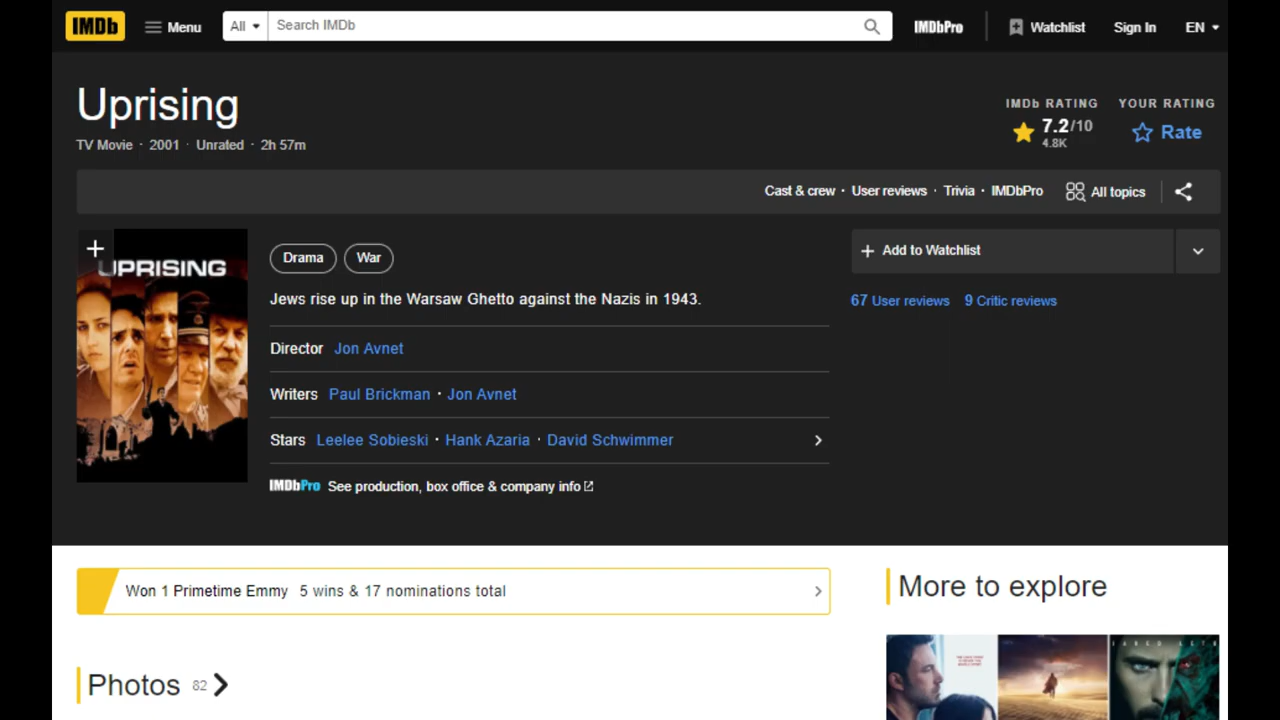 IMDb Menu All Search IMDb IMDbPro Watchlist Sign In EN
Uprising
TV Movie · 2001 · Unrated · 2h 57m
IMDb RATING YOUR RATING
7.2/10 Rate
4.8K
Cast & crew · User reviews · Trivia · IMDbPro All topics
UPRISING
Drama War
Add to Watchlist
Jews rise up in the Warsaw Ghetto against the Nazis in 1943.
67 User reviews 9 Critic reviews
Director Jon Avnet
Writers Paul Brickman · Jon Avnet
Stars Leelee Sobieski · Hank Azaria · David Schwimmer
IMDbPro See production, box office & company info
Won 1 Primetime Emmy 5 wins & 17 nominations total
More to explore
Photos 82